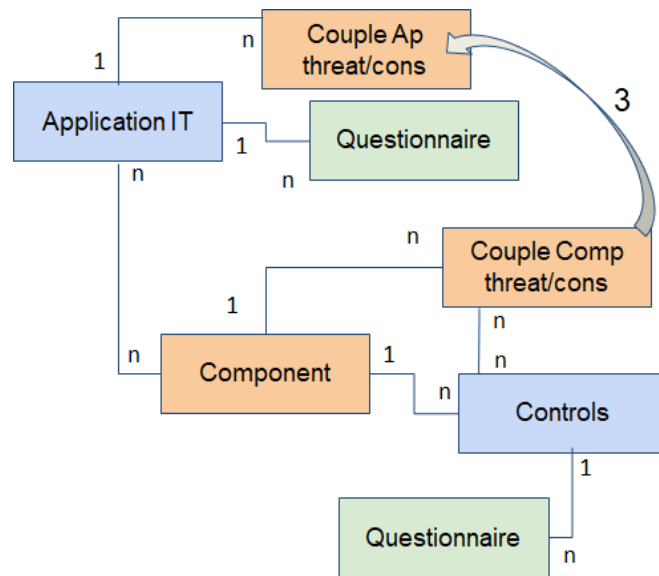 Couple Ap
threat/cons
n
1
3
Application IT
1
Questionnaire
n
n
n
Couple Comp
threat/cons
1
n
n
n
Component
1
n
Controls
1
Questionnaire
n